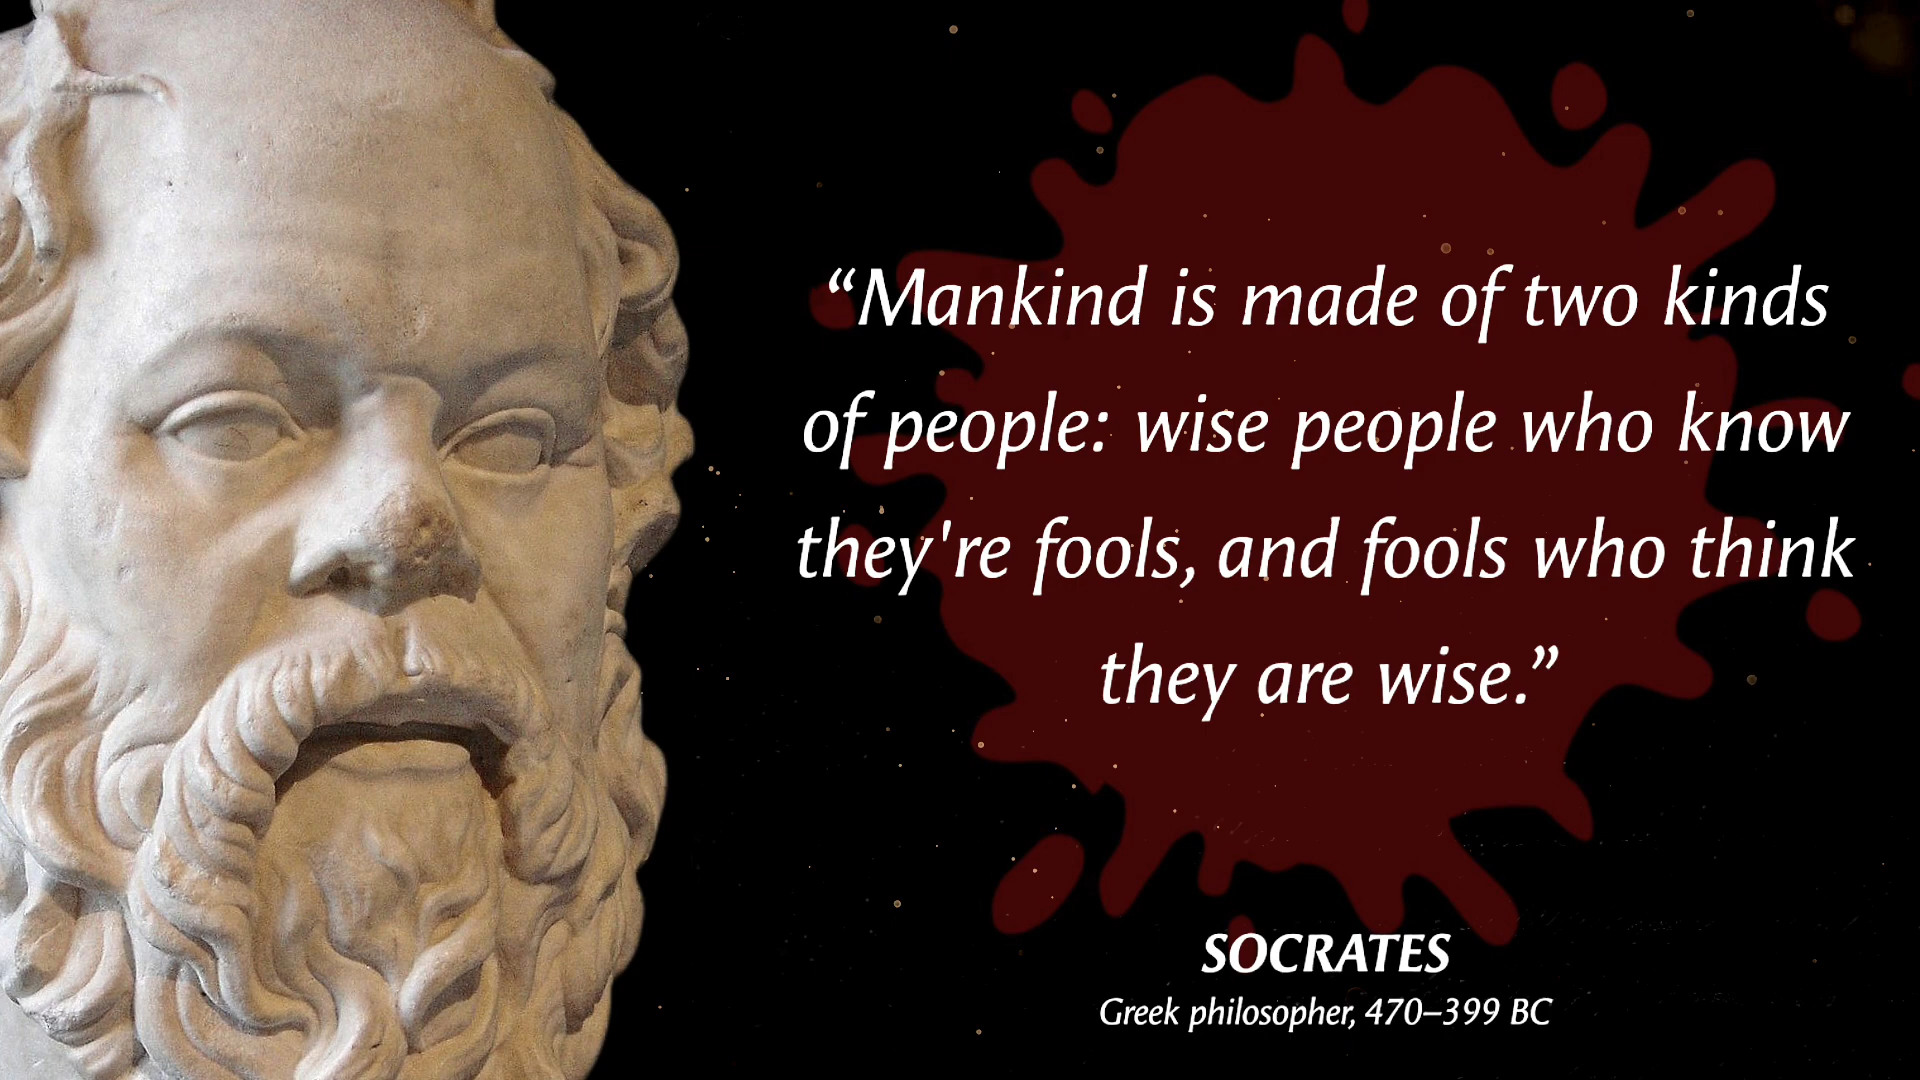 “Mankind is made of two kinds
of people: wise people who know
they're fools, and fools who think
they are wise.”
SOCRATES
Greek philosopher, 470–399 BC